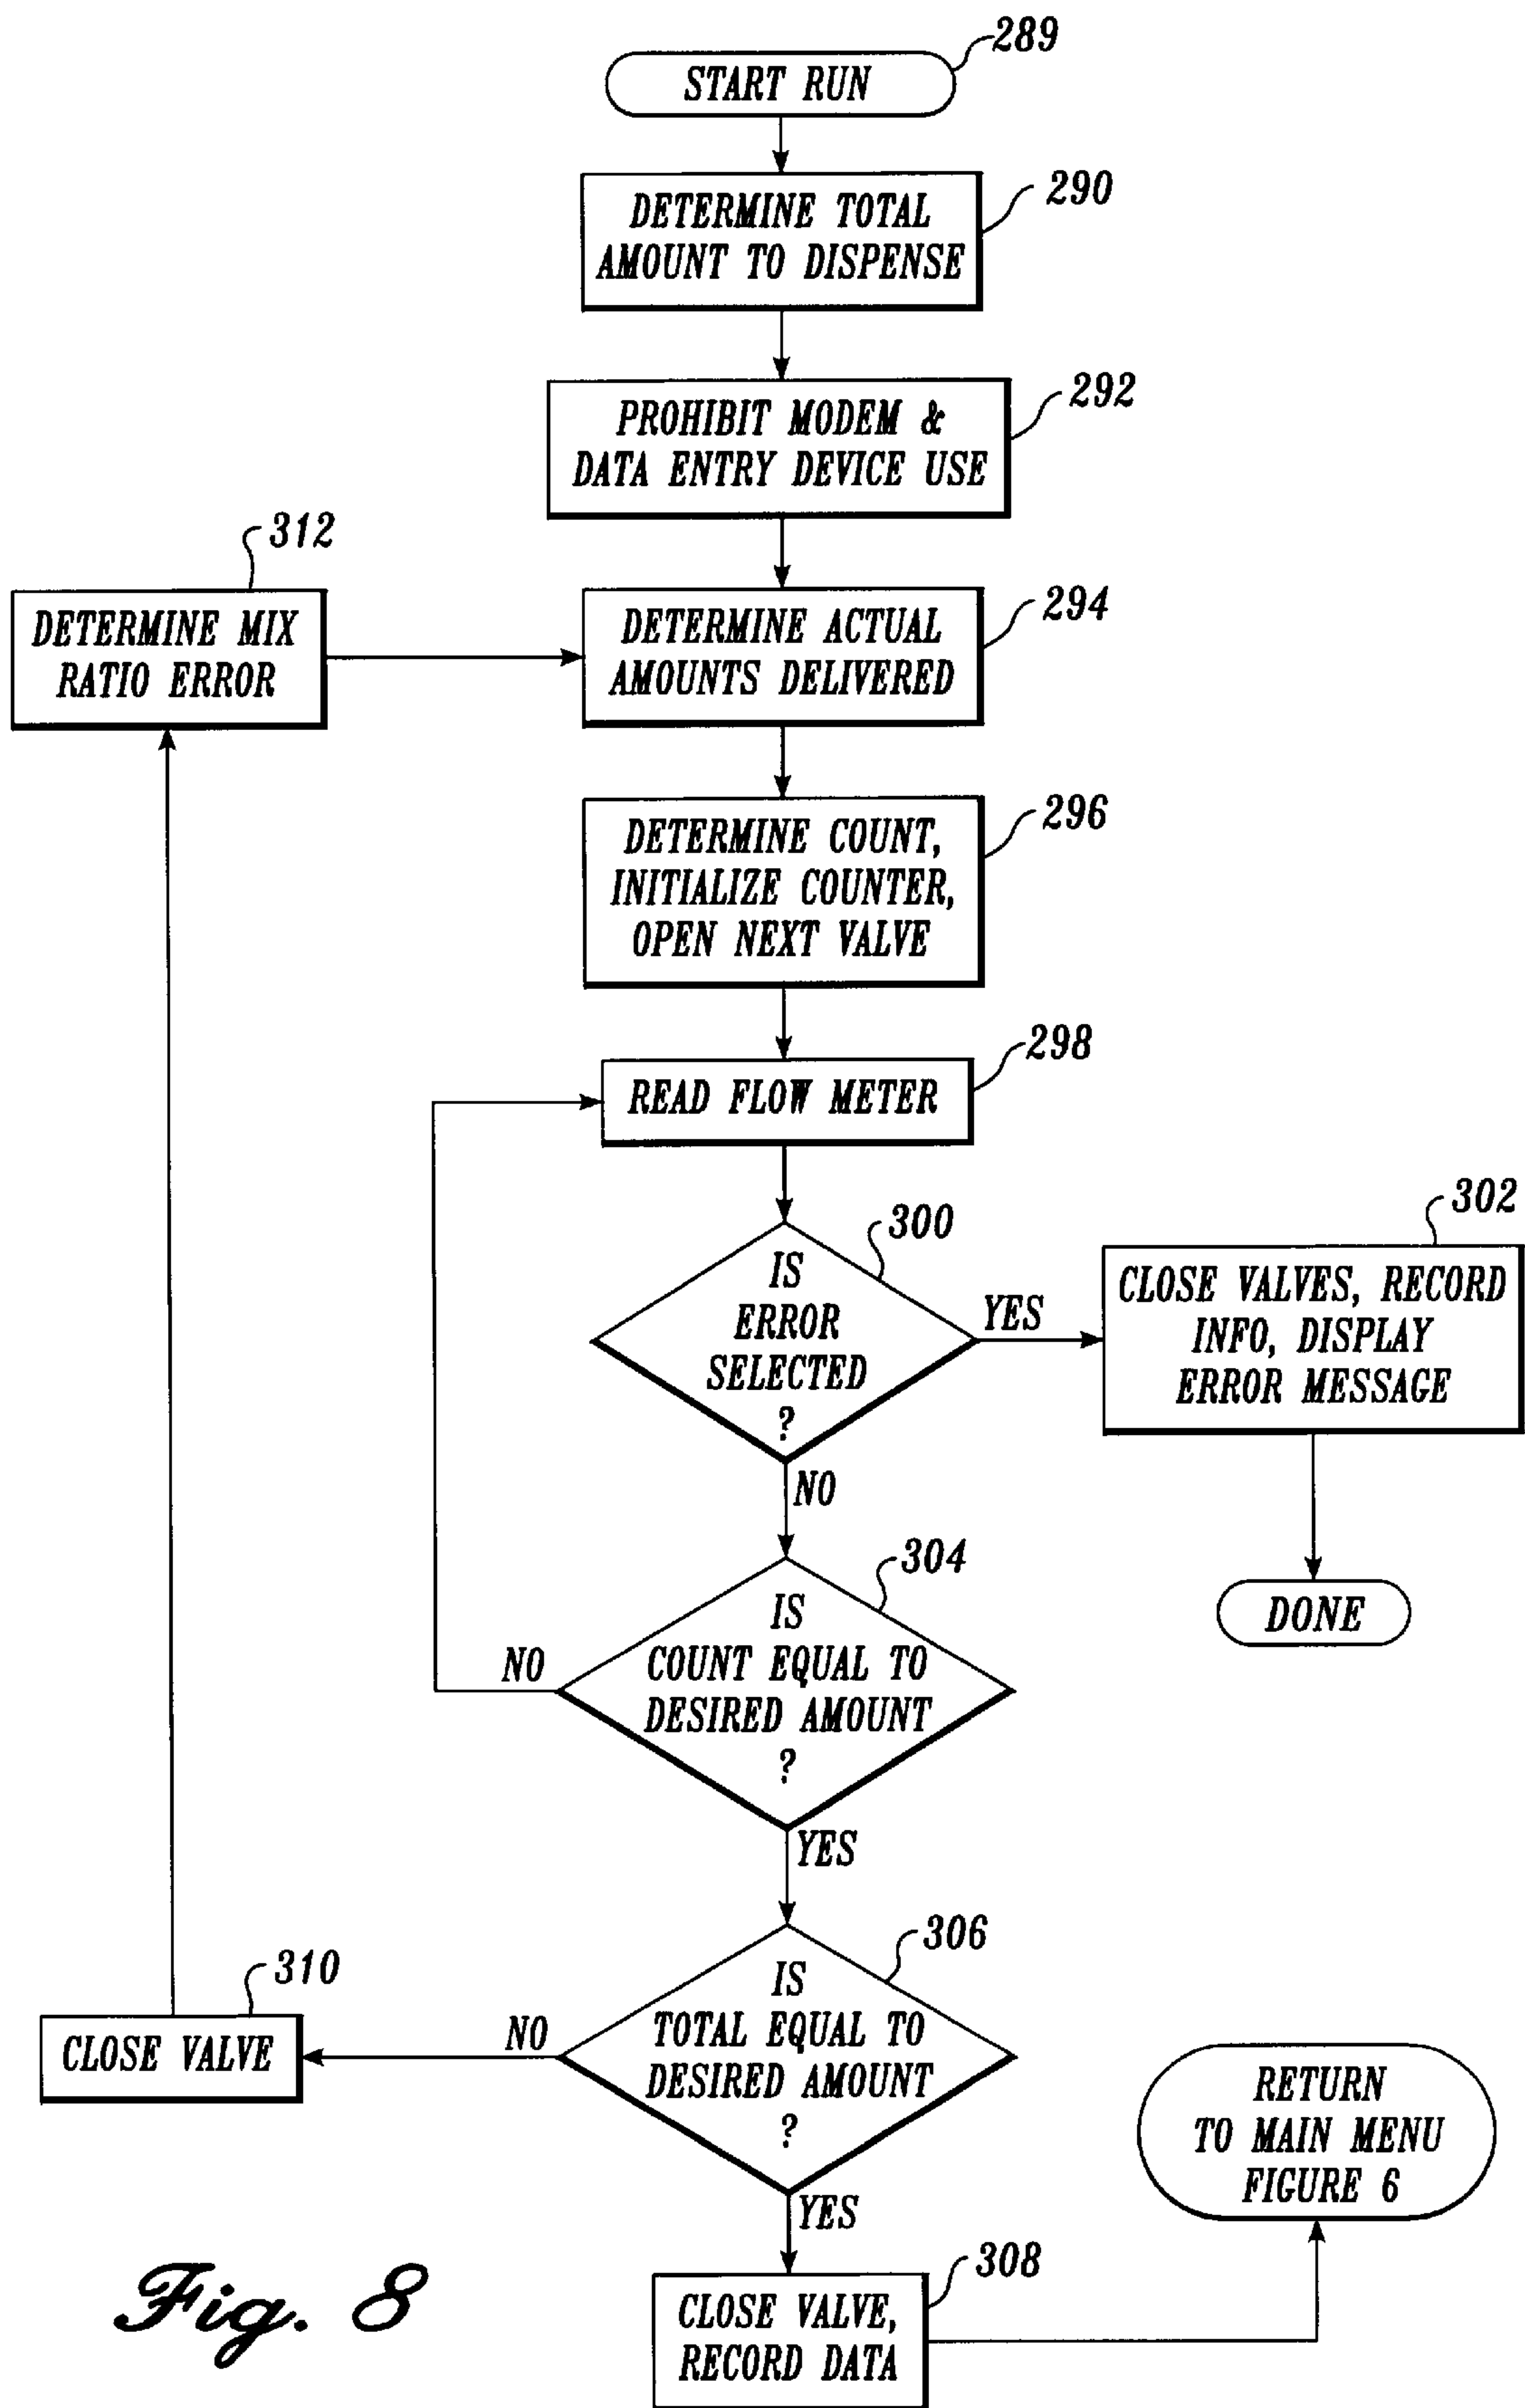 289
START RUN
290
DETERMINE TOTAL
AMOUNT TO DISPENSE
292
PROHIBIT MODEM &
DATA ENTRY DEVICE USE
312
DETERMINE MIX
RATIO ERROR
294
DETERMINE ACTUAL
AMOUNTS DELIVERED
296
DETERMINE COUNT,
INITIALIZE COUNTER,
OPEN NEXT VALVE
298
READ FLOW METER
300
IS
ERROR
SELECTED
?
YES
302
CLOSE VALVES, RECORD
INFO, DISPLAY
ERROR MESSAGE
NO
DONE
304
IS
COUNT EQUAL TO
DESIRED AMOUNT
?
NO
YES
306
IS
TOTAL EQUAL TO
DESIRED AMOUNT
?
NO
310
CLOSE VALVE
YES
RETURN
TO MAIN MENU
FIGURE 6
308
CLOSE VALVE,
RECORD DATA
Fig. 8